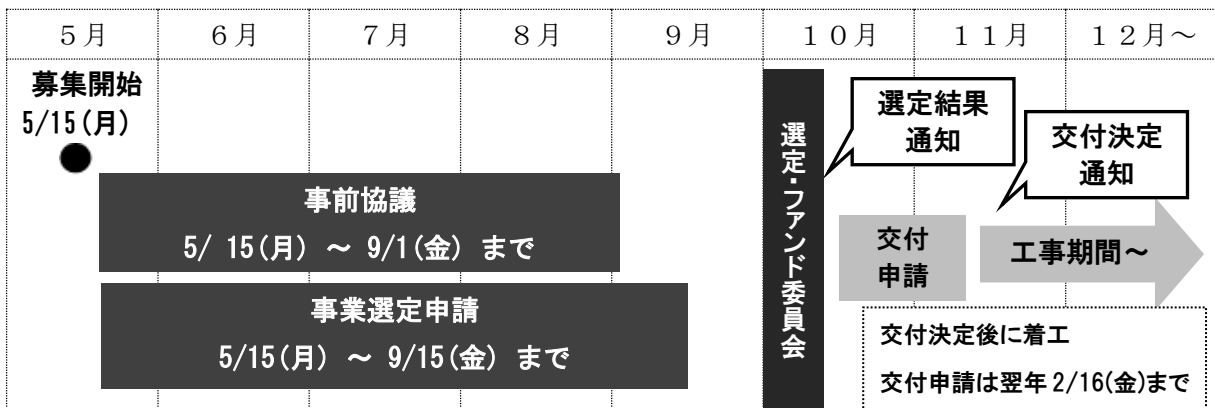 ５月 ６月 ７月 ８月 ９月 １０月 １１月 １２月～
募集開始
5/15(月)
事前協議
5/ 15(月) ～ 9/1(金) まで
事業選定申請
5/15(月) ～ 9/15(金) まで
選定・ファンド委員会
選定結果
通知
交付
申請
交付決定
通知
工事期間～
交付決定後に着工
交付申請は翌年 2/16(金)まで